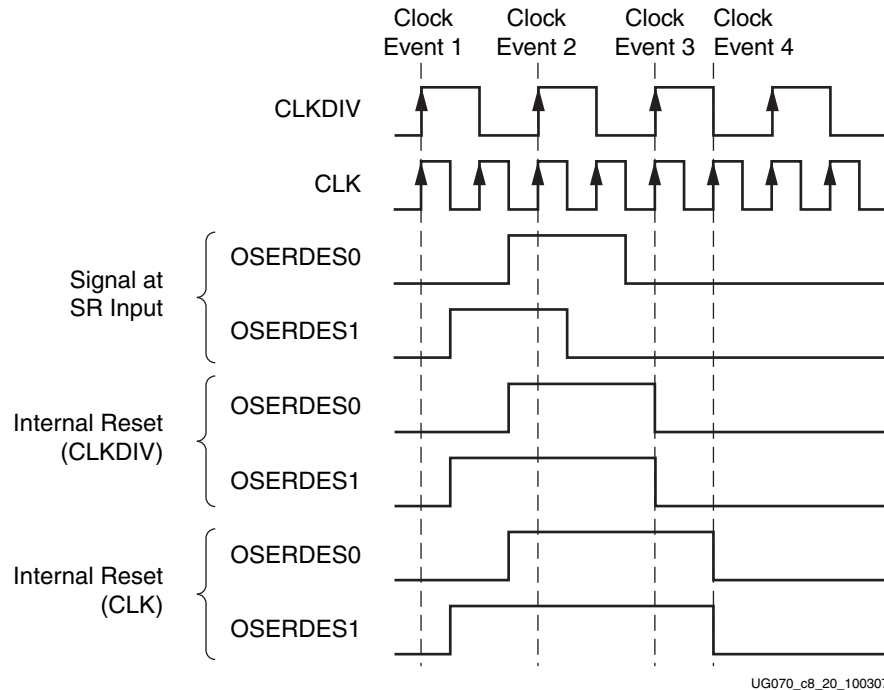 Clock Event 1
Clock Event 2
Clock Event 3
Clock Event 4
CLKDIV
CLK
Signal at SR Input
OSERDES0
OSERDES1
Internal Reset (CLKDIV)
OSERDES0
OSERDES1
Internal Reset (CLK)
OSERDES0
OSERDES1
UG070_c8_20_100307